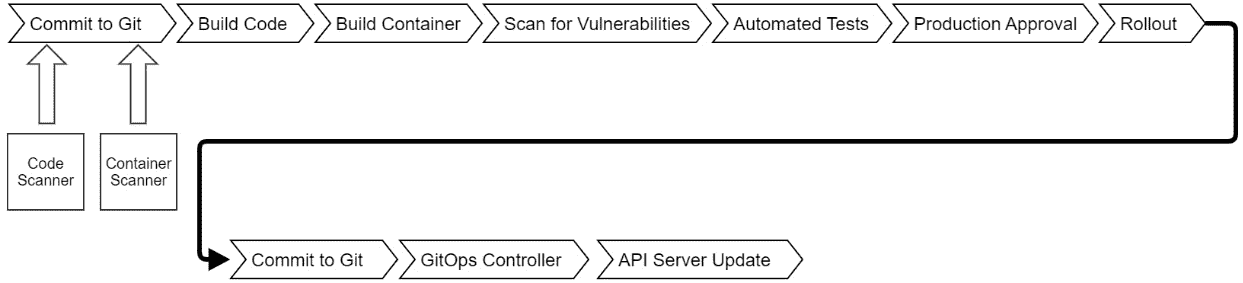 Commit to Git
Build Code
Build Container
Scan for Vulnerabilities
Automated Tests
Production Approval
Rollout
Code
Scanner
Container
Scanner
Commit to Git
GitOps Controller
API Server Update